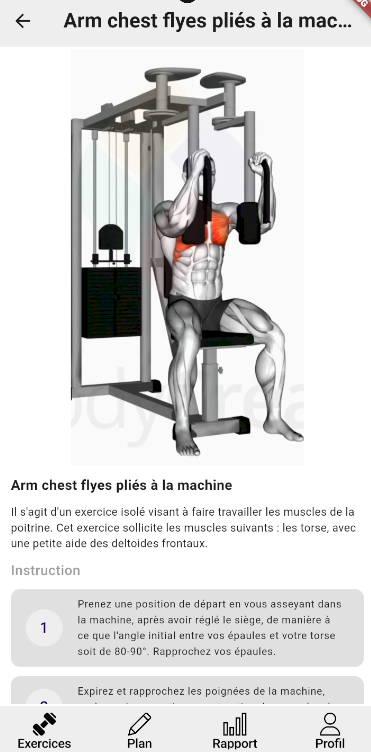 Arm chest flyes pliés à la mac...
Arm chest flyes pliés à la machine
Il s'agit d'un exercice isolé visant à faire travailler les muscles de la
poitrine. Cet exercice sollicite les muscles suivants : les torse, avec
une petite aide des deltoides frontaux.
Instruction
1
Prenez une position de départ en vous asseyant dans
la machine, après avoir réglé le siège, de manière à
ce que l'angle initial entre vos épaules et votre torse
soit de 80-90°. Rapprochez vos épaules.
Expirez et rapprochez les poignées de la machine,
Exercices
Plan
Rapport
Profil